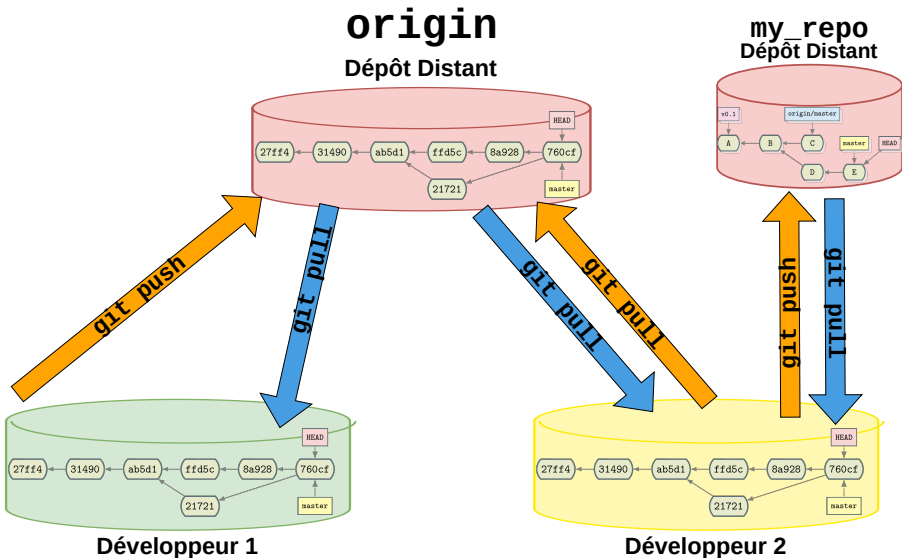 origin
Dépôt Distant
my_repo
Dépôt Distant
HEAD
27ff4 31490 ab5d1 ffd5c 8a928 760cf
21721
master
v0.1 origin/master
A B C master HEAD
D E
git push
git pull
git pull
git pull
git push
git pull
HEAD
27ff4 31490 ab5d1 ffd5c 8a928 760cf
21721
master
Développeur 1
HEAD
27ff4 31490 ab5d1 ffd5c 8a928 760cf
21721
master
Développeur 2